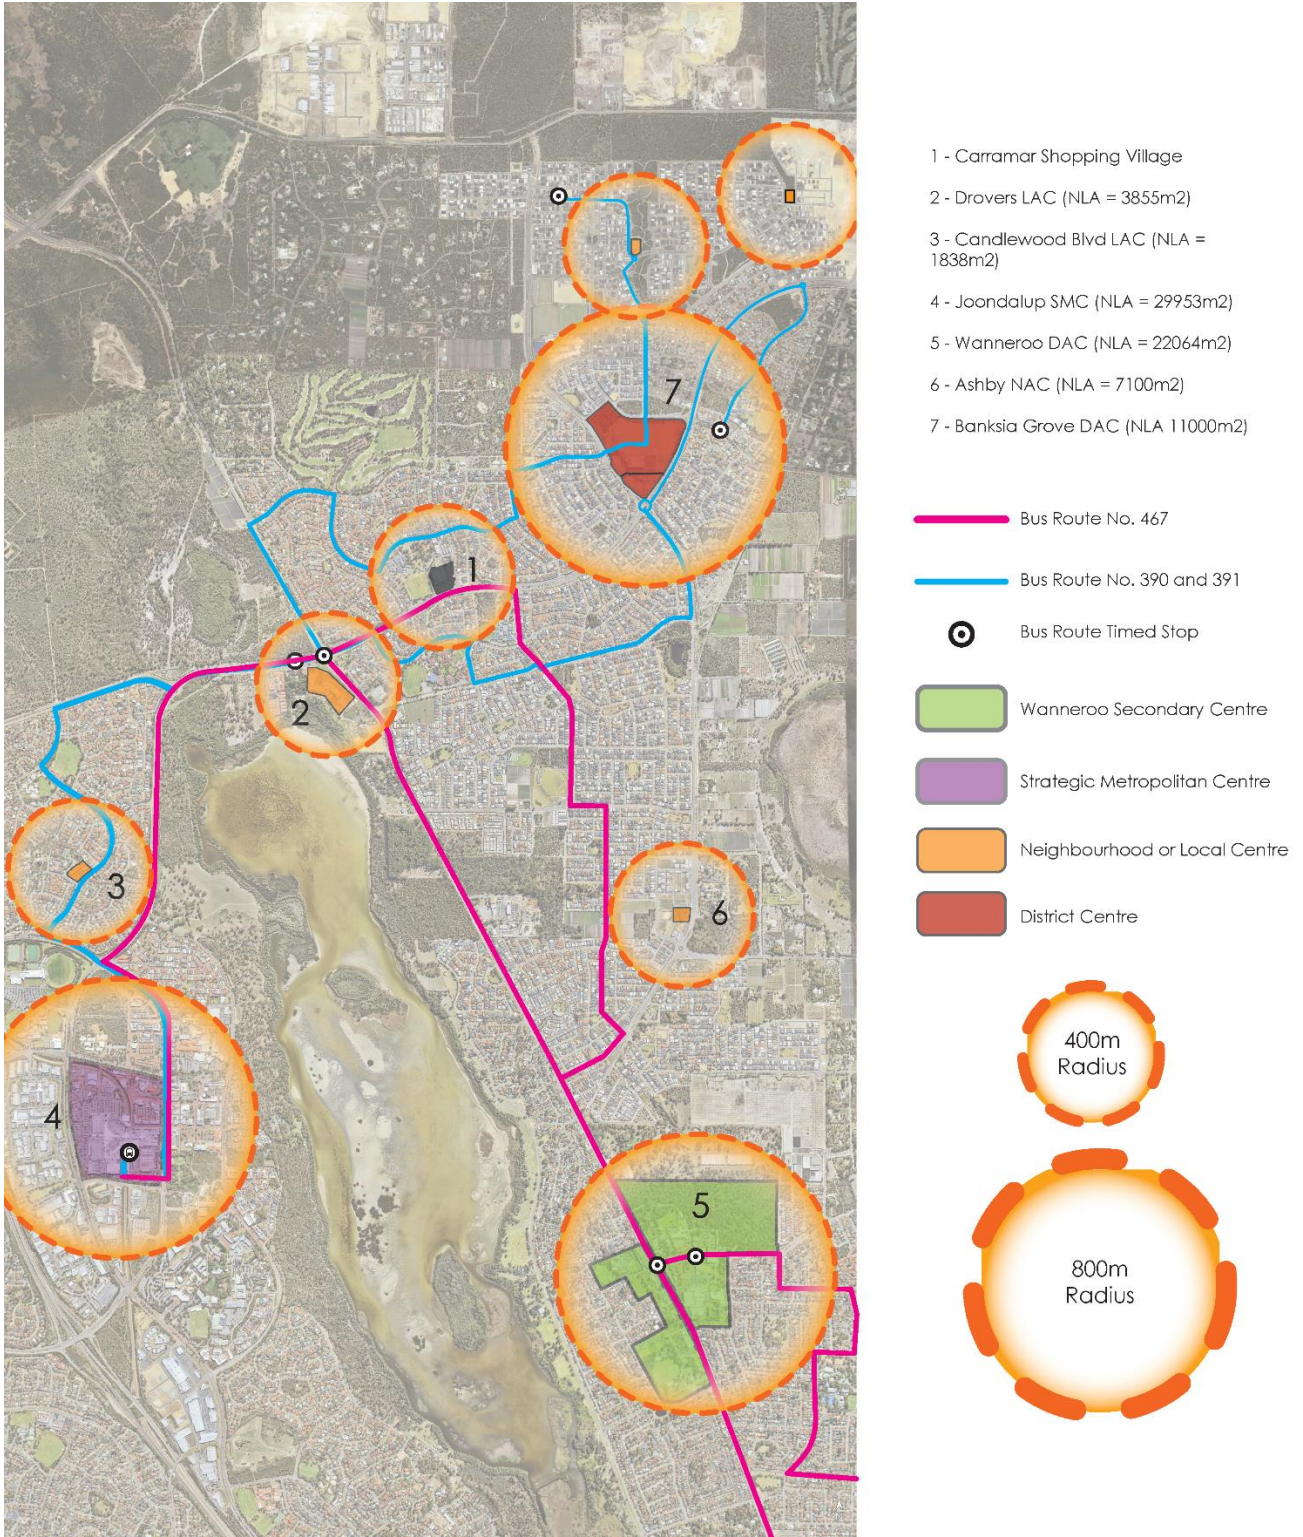 1 - Carramar Shopping Village
2 - Drovers LAC (NLA = 3855m2)
3 - Candlewood Blvd LAC (NLA =
1838m2)
4 - Joondalup SMC (NLA = 29953m2)
5 - Wanneroo DAC (NLA = 22064m2)
6 - Ashby NAC (NLA = 7100m2)
7 - Banksia Grove DAC (NLA 11000m2)
Bus Route No. 467
Bus Route No. 390 and 391
Bus Route Timed Stop
Wanneroo Secondary Centre
Strategic Metropolitan Centre
Neighbourhood or Local Centre
District Centre
400m
Radius
800m
Radius
7
1
2
3
6
4
5